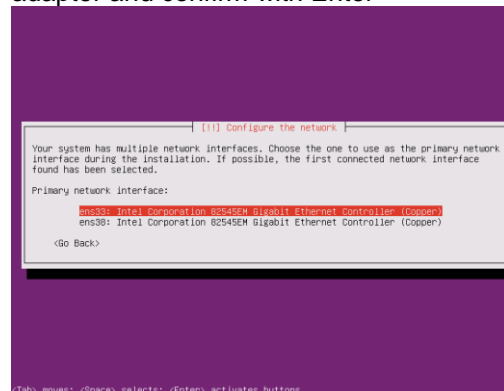 adapter and confirm with Enter
[!!] Configure the network
Your system has multiple network interfaces. Choose the one to use as the primary network
interface during the installation. If possible, the first connected network interface
found has been selected.
Primary network interface:
ens33: Intel Corporation 82545EM Gigabit Ethernet Controller (Copper)
ens38: Intel Corporation 82545EM Gigabit Ethernet Controller (Copper)
<Go Back>
<Tab> moves; <Space> selects; <Enter> activates buttons